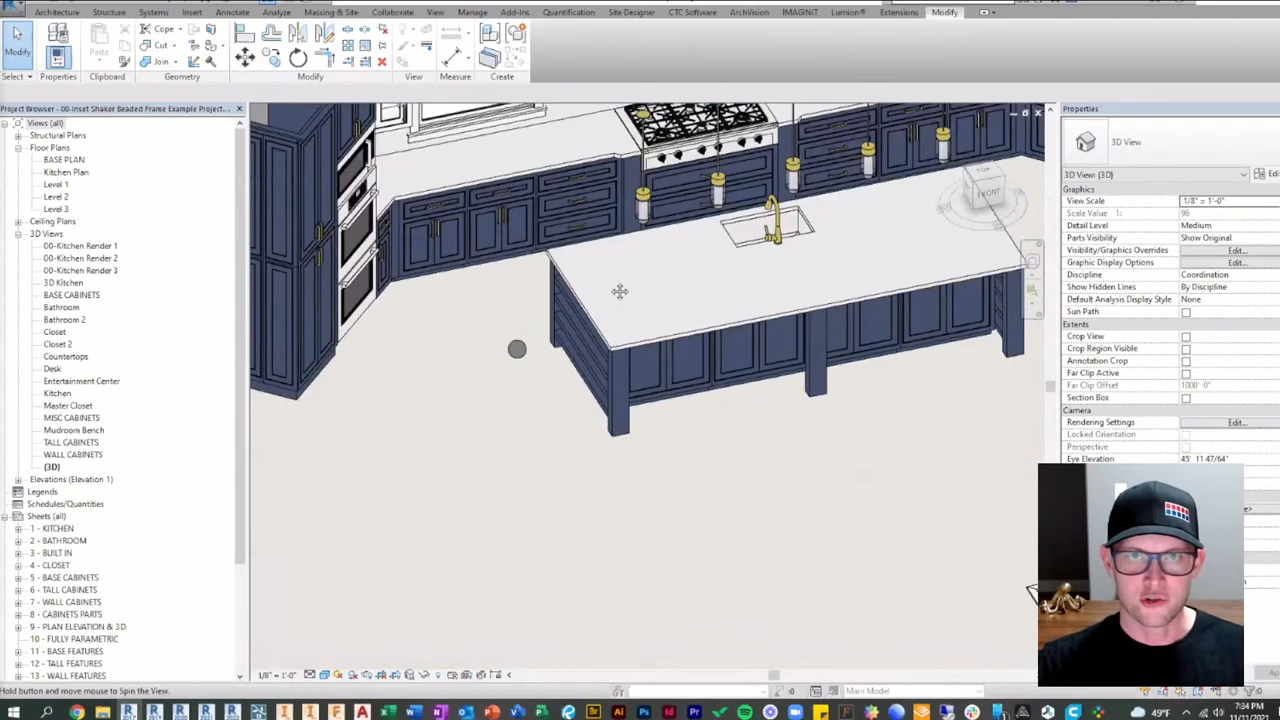 Architecture Structure Systems Insert Annotate Analyze Massing & Site Collaborate View Manage Add-Ins Quantification Site Designer CTC Software ArchVision IMAGINiT Lumion® Extensions Modify
Cope
Cut
Join
Modify
Paste
Properties
Select Properties Clipboard Geometry Modify View Measure Create
Project Browser - 00-Inset Shaker Beaded Frame Example Project....
Views (all)
Structural Plans
Floor Plans
BASE PLAN
Kitchen Plan
Level 1
Level 2
Level 3
Ceiling Plans
3D Views
00-Kitchen Render 1
00-Kitchen Render 2
00-Kitchen Render 3
3D Kitchen
BASE CABINETS
Bathroom
Bathroom 2
Closet
Closet 2
Countertops
Desk
Entertainment Center
Kitchen
Master Closet
MISC CABINETS
Mudroom Bench
TALL CABINETS
WALL CABINETS
{3D}
Elevations (Elevation 1)
Legends
Schedules/Quantities
Sheets (all)
1 - KITCHEN
2 - BATHROOM
3 - BUILT IN
4 - CLOSET
5 - BASE CABINETS
6 - TALL CABINETS
7 - WALL CABINETS
8 - CABINETS PARTS
9 - PLAN ELEVATION & 3D
10 - FULLY PARAMETRIC
11 - BASE FEATURES
12 - TALL FEATURES
13 - WALL FEATURES
TOP
FRONT
Properties
3D View
3D View: {3D}
Graphics
View Scale 1/8" = 1'-0"
Scale Value 1: 96
Detail Level Medium
Parts Visibility Show Original
Visibility/Graphics Overrides Edit...
Graphic Display Options Edit...
Discipline Coordination
Show Hidden Lines By Discipline
Default Analysis Display Style None
Sun Path
Extents
Crop View
Crop Region Visible
Annotation Crop
Far Clip Active
Far Clip Offset 1000' 0"
Section Box
Camera
Rendering Settings Edit...
Locked Orientation
Perspective
Eye Elevation 45' 11 47/64"
1/8" = 1'-0"
Hold button and move mouse to Spin the View.
:0
Main Model
:0
49°F
7:34 PM